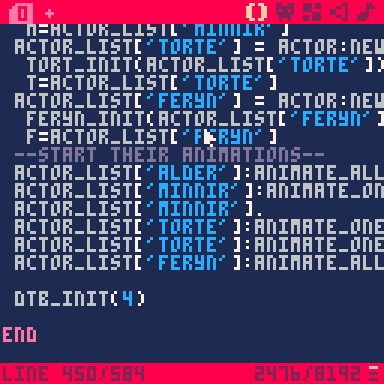 M=ACTOR_LIST['MINNIR']
ACTOR_LIST['TORTE'] = ACTOR:NEW
TORT_INIT(ACTOR_LIST['TORTE'])
T=ACTOR_LIST['TORTE']
ACTOR_LIST['FERYN'] = ACTOR:NEW
FERYN_INIT(ACTOR_LIST['FERYN'
F=ACTOR_LIST['FERYN']
--START THEIR ANIMATIONS--
ACTOR_LIST['ALDER']:ANIMATE_ALL
ACTOR_LIST['MINNIR']:ANIMATE_ON
ACTOR_LIST['MINNIR'].
ACTOR_LIST['TORTE']:ANIMATE_ONE
ACTOR_LIST['TORTE']:ANIMATE_ONE
ACTOR_LIST['FERYN']:ANIMATE_ALL
DTB_INIT(4)
END
LINE 450/584 2476/8192